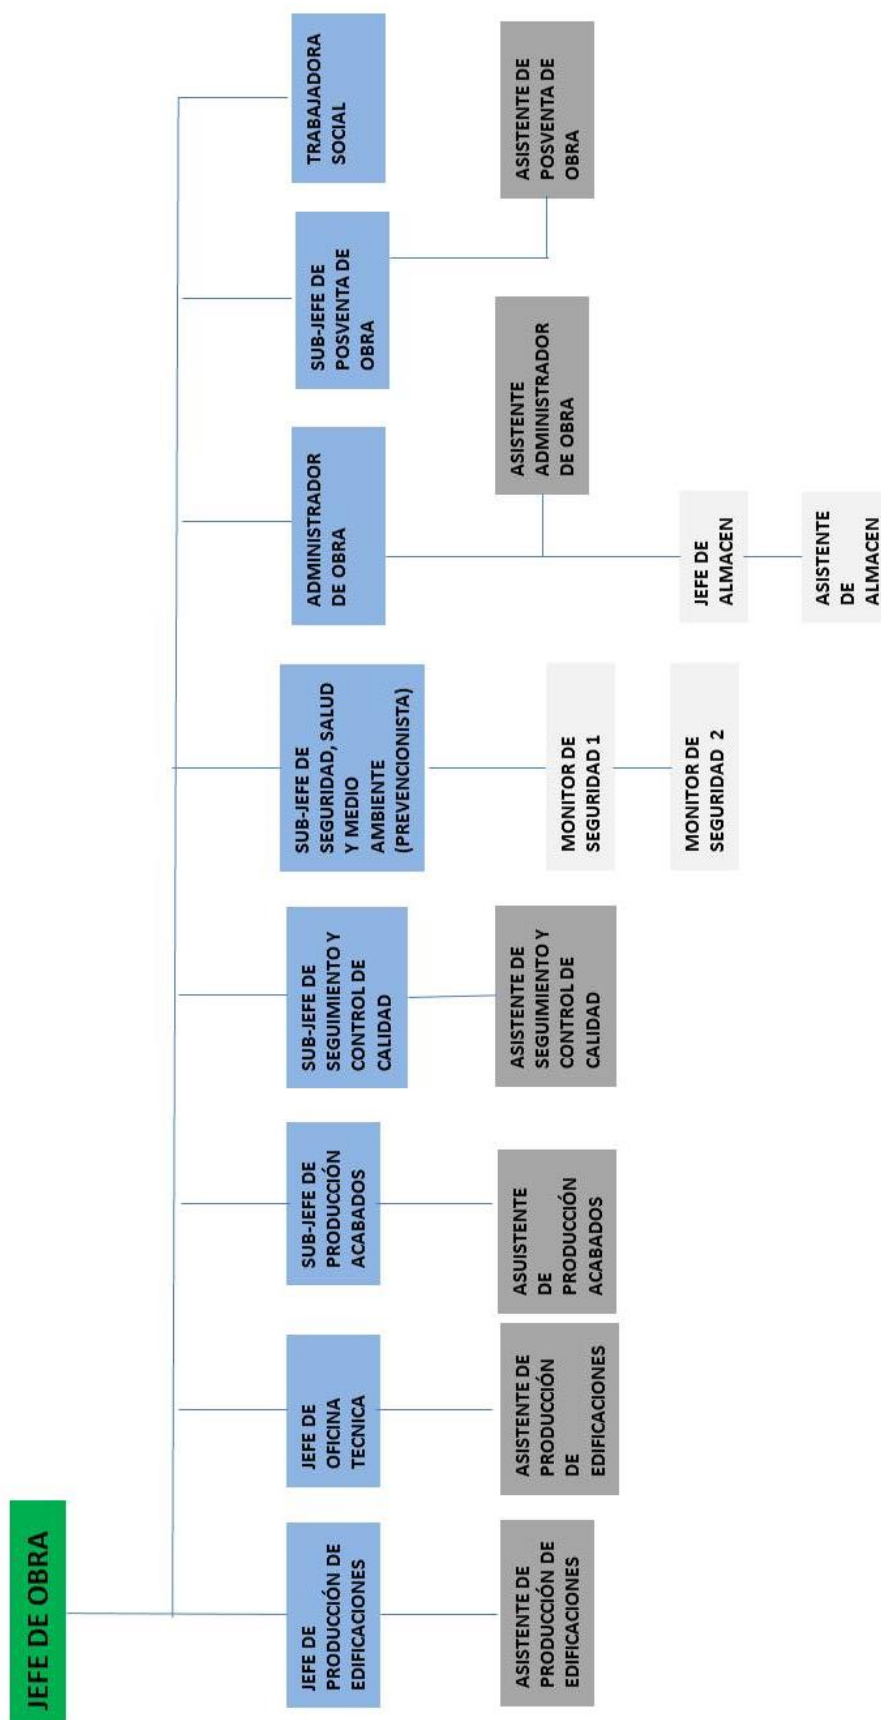 JEFE DE OBRA
JEFE DE
PRODUCCIÓN DE
EDIFICACIONES
JEFE DE
OFICINA
TECNICA
SUB-JEFE DE
PRODUCCIÓN
ACABADOS
SUB-JEFE DE
SEGUIMIENTO Y
CONTROL DE
CALIDAD
SUB-JEFE DE
SEGURIDAD, SALUD
Y MEDIO
AMBIENTE
(PREVENCIONISTA)
ADMINISTRADOR
DE OBRA
SUB-JEFE DE
POSVENTA DE
OBRA
TRABAJADORA
SOCIAL
ASISTENTE DE
PRODUCCIÓN DE
EDIFICACIONES
ASISTENTE DE
PRODUCCIÓN
DE
EDIFICACIONES
ASUISTENTE
DE
PRODUCCIÓN
ACABADOS
ASISTENTE DE
SEGUIMIENTO Y
CONTROL DE
CALIDAD
MONITOR DE
SEGURIDAD 1
MONITOR DE
SEGURIDAD 2
ASISTENTE
ADMINISTRADOR
DE OBRA
JEFE DE
ALMACEN
ASISTENTE
DE
ALMACEN
ASISTENTE DE
POSVENTA DE
OBRA